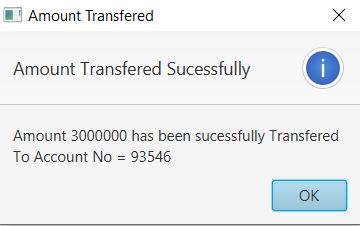 Amount Transfered
Amount Transfered Sucessfully
Amount 3000000 has been sucessfully Transfered
To Account No = 93546
OK